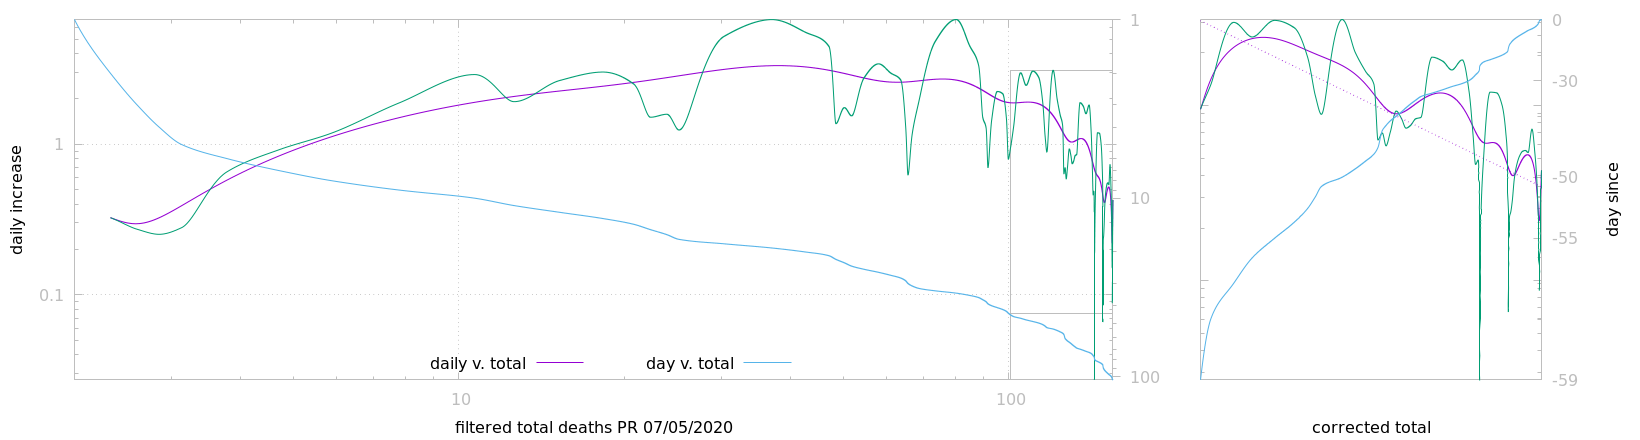 daily increase
1
0.1
10
100
1
10
100
daily v. total
day v. total
filtered total deaths PR 07/05/2020
0
-30
-50
-55
-59
day since
corrected total